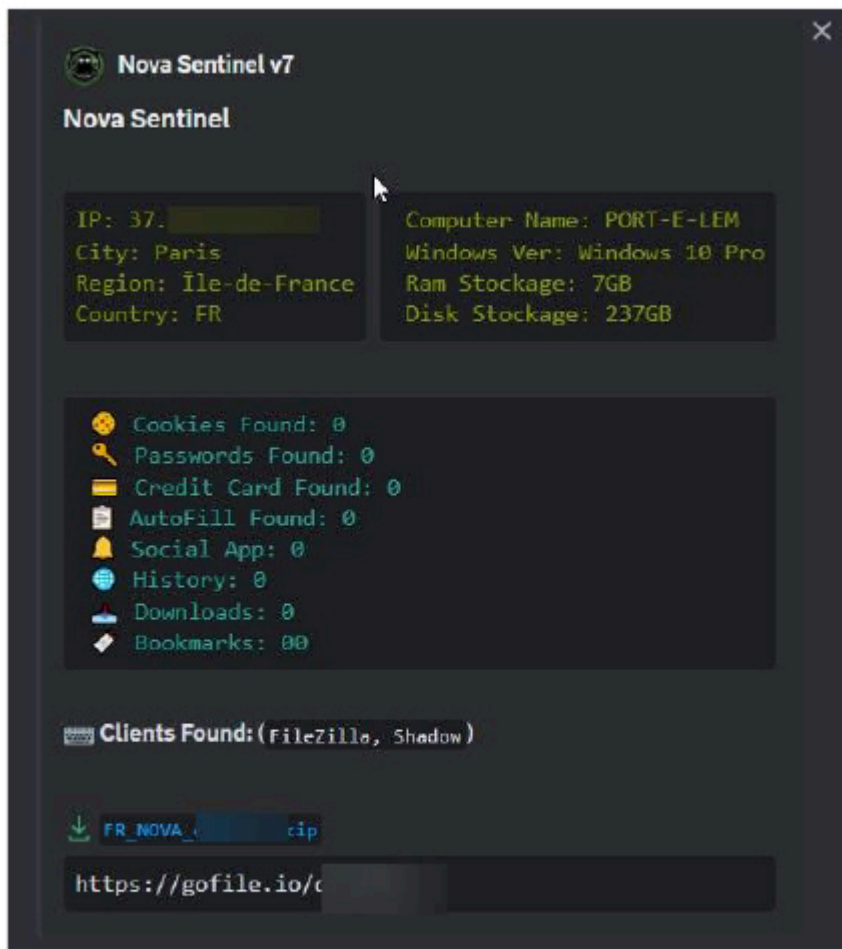 Nova Sentinel v7
Nova Sentinel
IP: 37.
City: Paris
Region: Île-de-France
Country: FR
Computer Name: PORT-E-LEM
Windows Ver: Windows 10 Pro
Ram Stockage: 7GB
Disk Stockage: 237GB
Cookies Found: 0
Passwords Found: 0
Credit Card Found: 0
AutoFill Found: 0
Social App: 0
History: 0
Downloads: 0
Bookmarks: 00
Clients Found: (FileZilla, Shadow)
FR_NOVA_ zip
https://gofile.io/